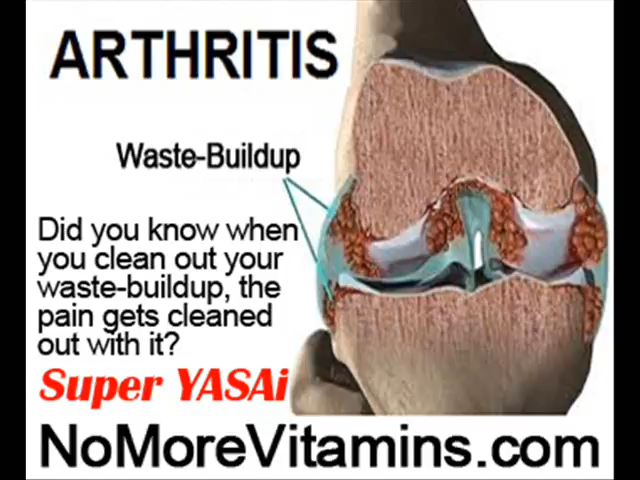 ARTHRITIS
Waste-Buildup
Did you know when
you clean out your
waste-buildup, the
pain gets cleaned
out with it?
Super YASAi
NoMoreVitamins.com